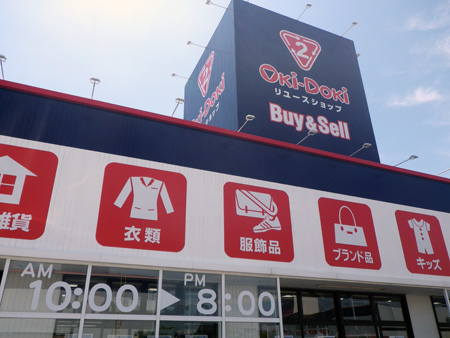 2
Oki-Doki
リユースショップ
Buy&Sell
2
Oki-Doki
雑貨
衣類
服飾品
ブランド品
キッズ
AM 10:00 ▶ PM 8:00